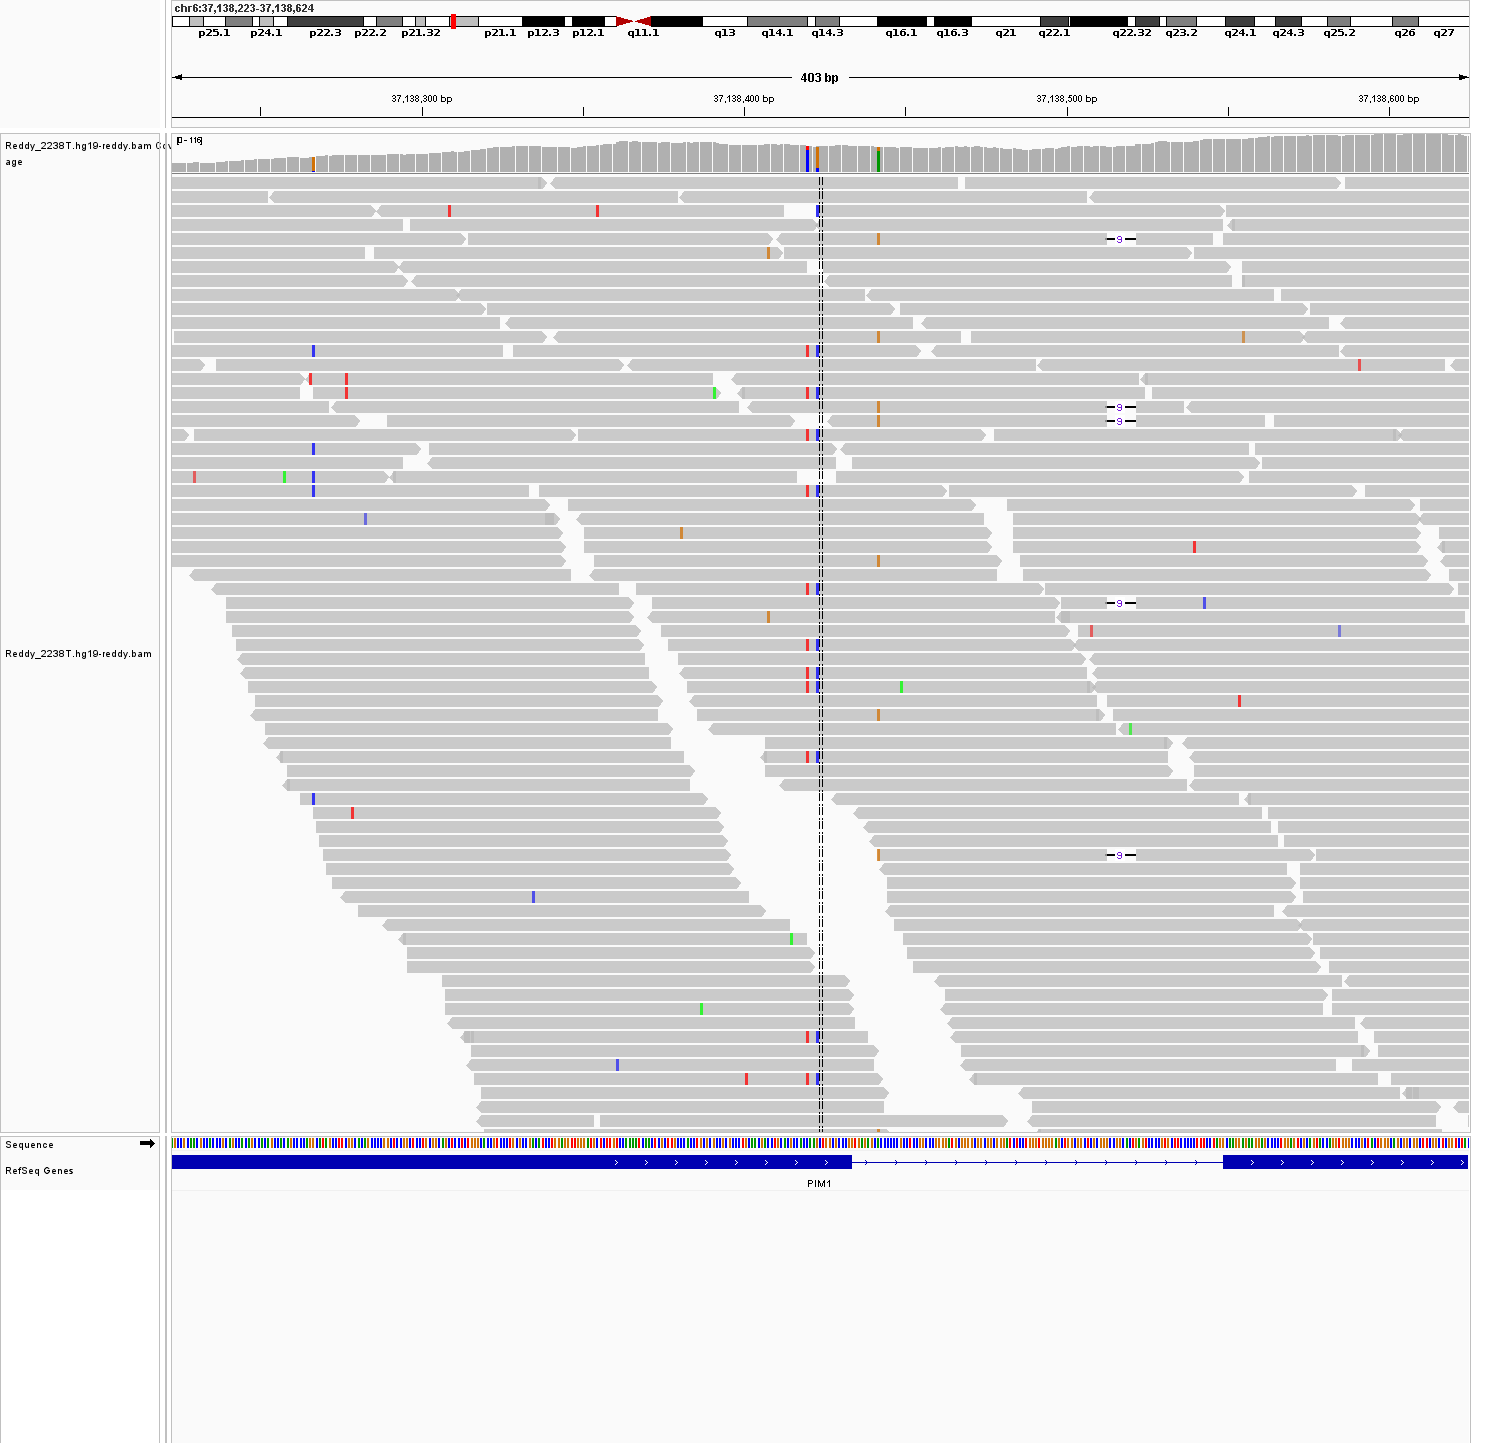 chr6:37,138,223-37,138,624
p25.1 p24.1 p22.3 p22.2 p21.32 p21.1 p12.3 p12.1 q11.1 q13 q14.1 q14.3 q16.1 q16.3 q21 q22.1 q22.32 q23.2 q24.1 q24.3 q25.2 q26 q27
403 bp
37,138,300 bp 37,138,400 bp 37,138,500 bp 37,138,600 bp
[0 - 116]
Reddy_2238T.hg19-reddy.bam Cov
age
9
9
9
9
Reddy_2238T.hg19-reddy.bam
9
Sequence
RefSeq Genes
PIM1